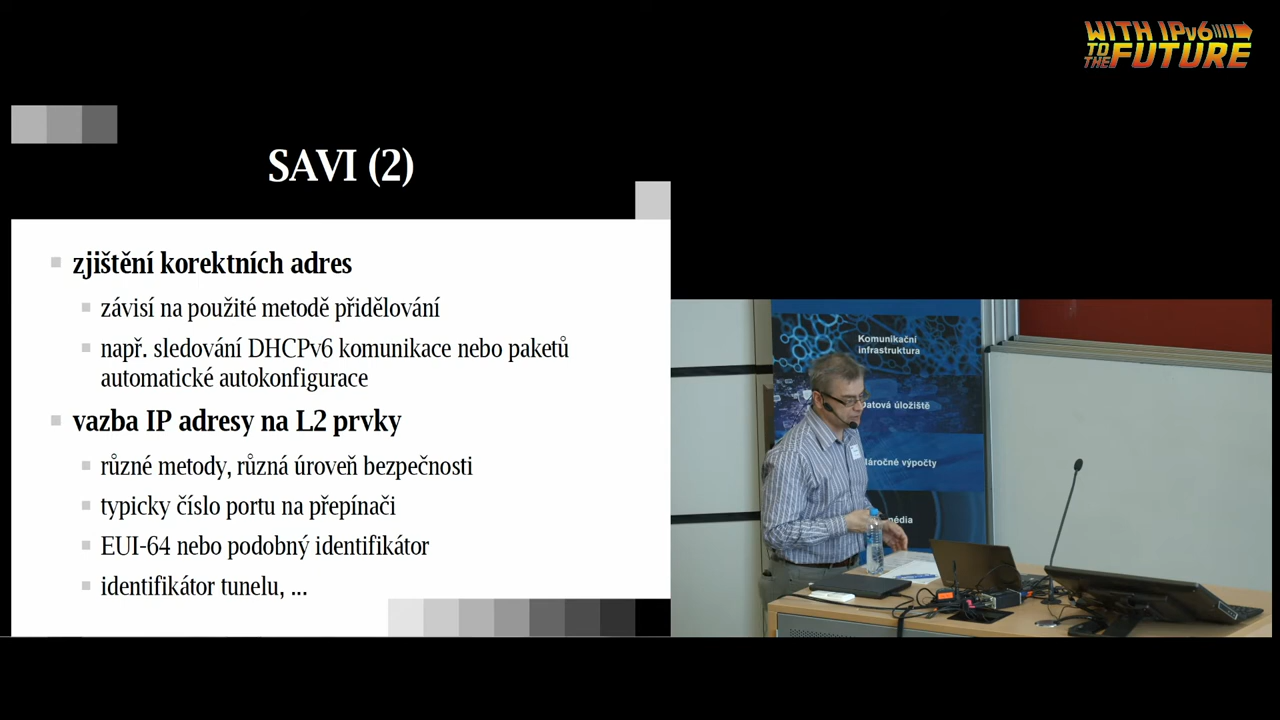 WITH IPv6
TO THE FUTURE
SAVI (2)
zjištění korektních adres
závisí na použité metodě přidělování
např. sledování DHCPv6 komunikace nebo paketů
automatické autokonfigurace
vazba IP adresy na L2 prvky
různé metody, různá úroveň bezpečnosti
typicky číslo portu na přepínači
EUI-64 nebo podobný identifikátor
identifikátor tunelu, ...
Komunikační
infrastruktura
Datová úložiště
Náročné výpočty